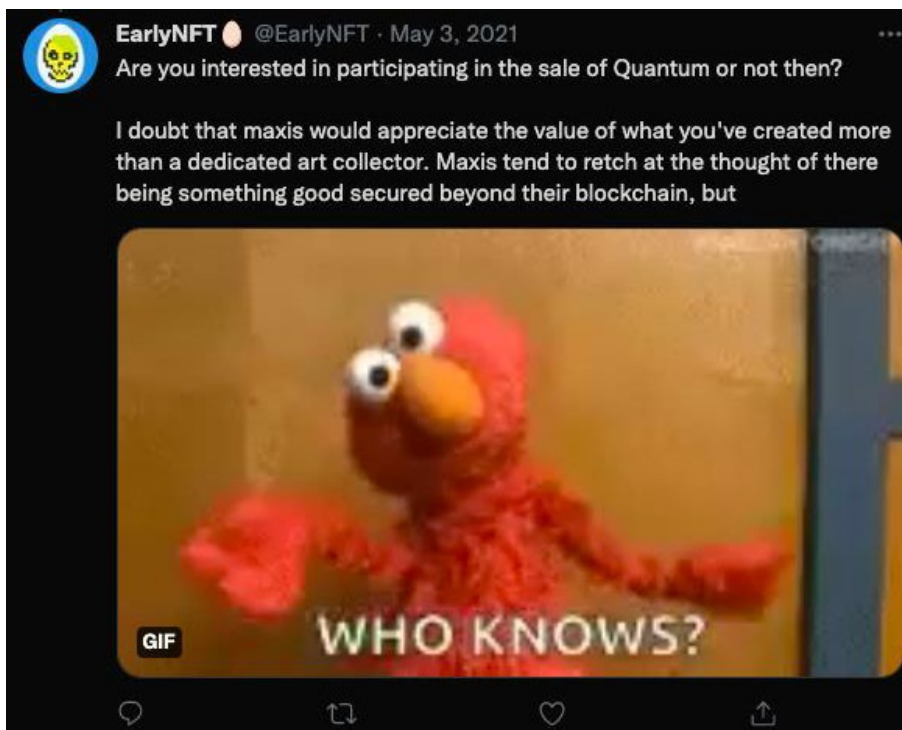 EarlyNFT🥚 @EarlyNFT · May 3, 2021
Are you interested in participating in the sale of Quantum or not then?
I doubt that maxis would appreciate the value of what you've created more
than a dedicated art collector. Maxis tend to retch at the thought of there
being something good secured beyond their blockchain, but
GIF
WHO KNOWS?